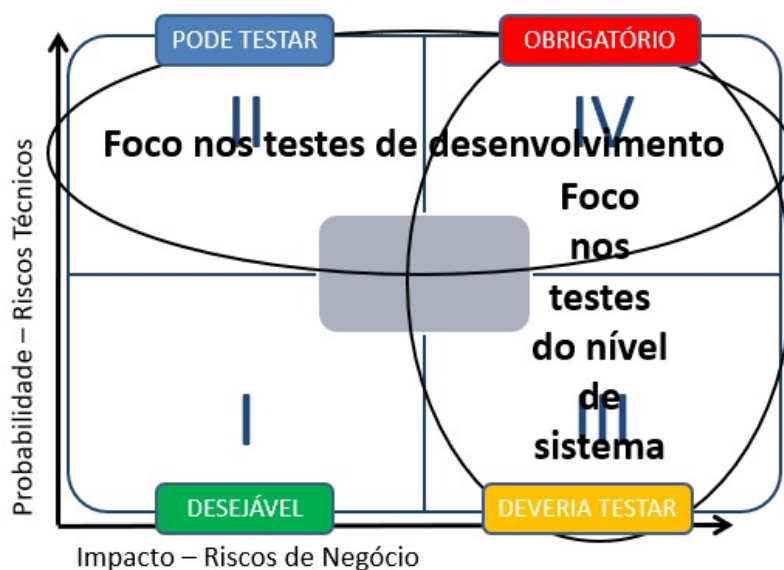 PODE TESTAR
OBRIGATÓRIO
II
IV
Foco nos testes de desenvolvimento
Foco
nos
testes
do nível
de
sistema
I
III
DESEJÁVEL
DEVERIA TESTAR
Probabilidade – Riscos Técnicos
Impacto – Riscos de Negócio